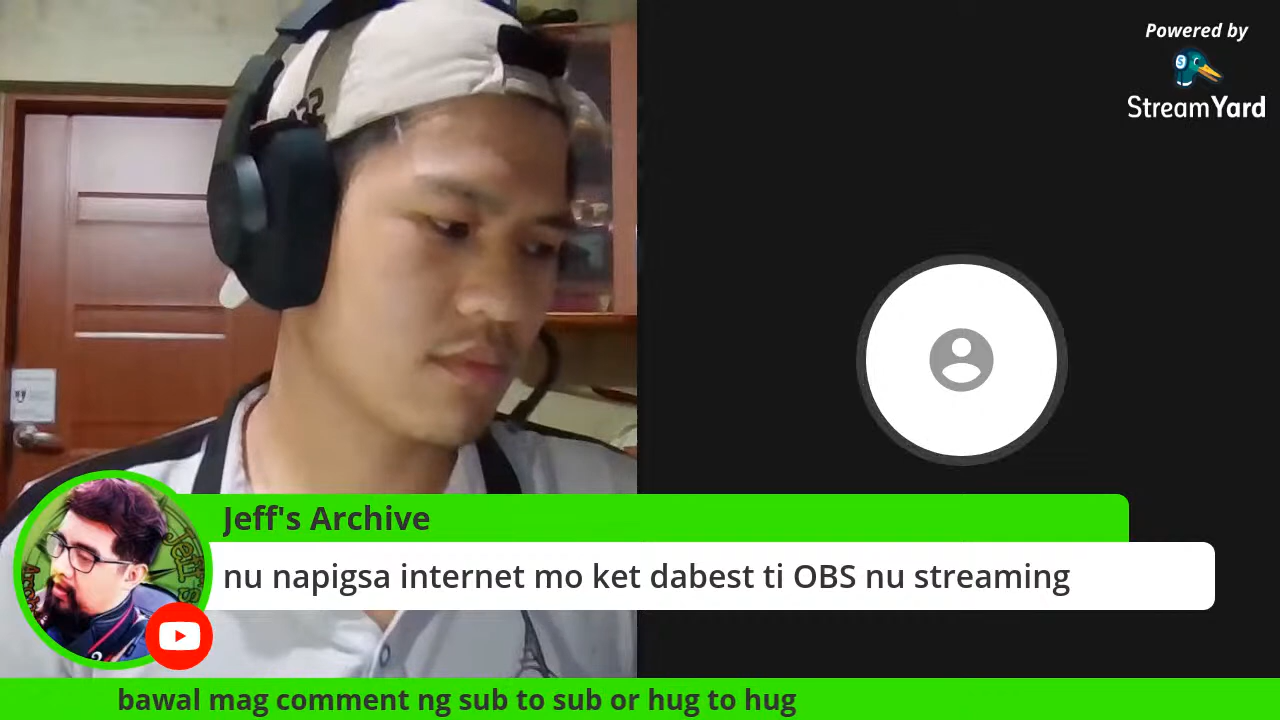 Powered by
StreamYard
Jeff's Archive
nu napigsa internet mo ket dabest ti OBS nu streaming
bawal mag comment ng sub to sub or hug to hug